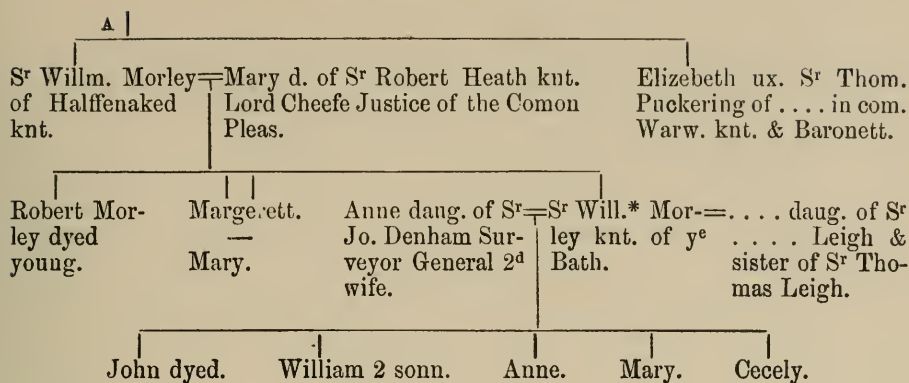 A
Sʳ Willm. Morley
of Halffenaked
knt.
Mary d. of Sʳ Robert Heath knt.
Lord Cheefe Justice of the Comon
Pleas.
Elizebeth ux. Sʳ Thom.
Puckering of . . . . in com.
Warw. knt. & Baronett.
Robert Mor-
ley dyed
young.
Margerett.
—
Mary.
Anne daug. of Sʳ
Jo. Denham Sur-
veyor General 2ᵈ
wife.
Sʳ Will.* Mor-
ley knt. of yᵉ
Bath.
. . . . daug. of Sʳ
. . . . Leigh &
sister of Sʳ Tho-
mas Leigh.
John dyed.
William 2 sonn.
Anne.
Mary.
Cecely.